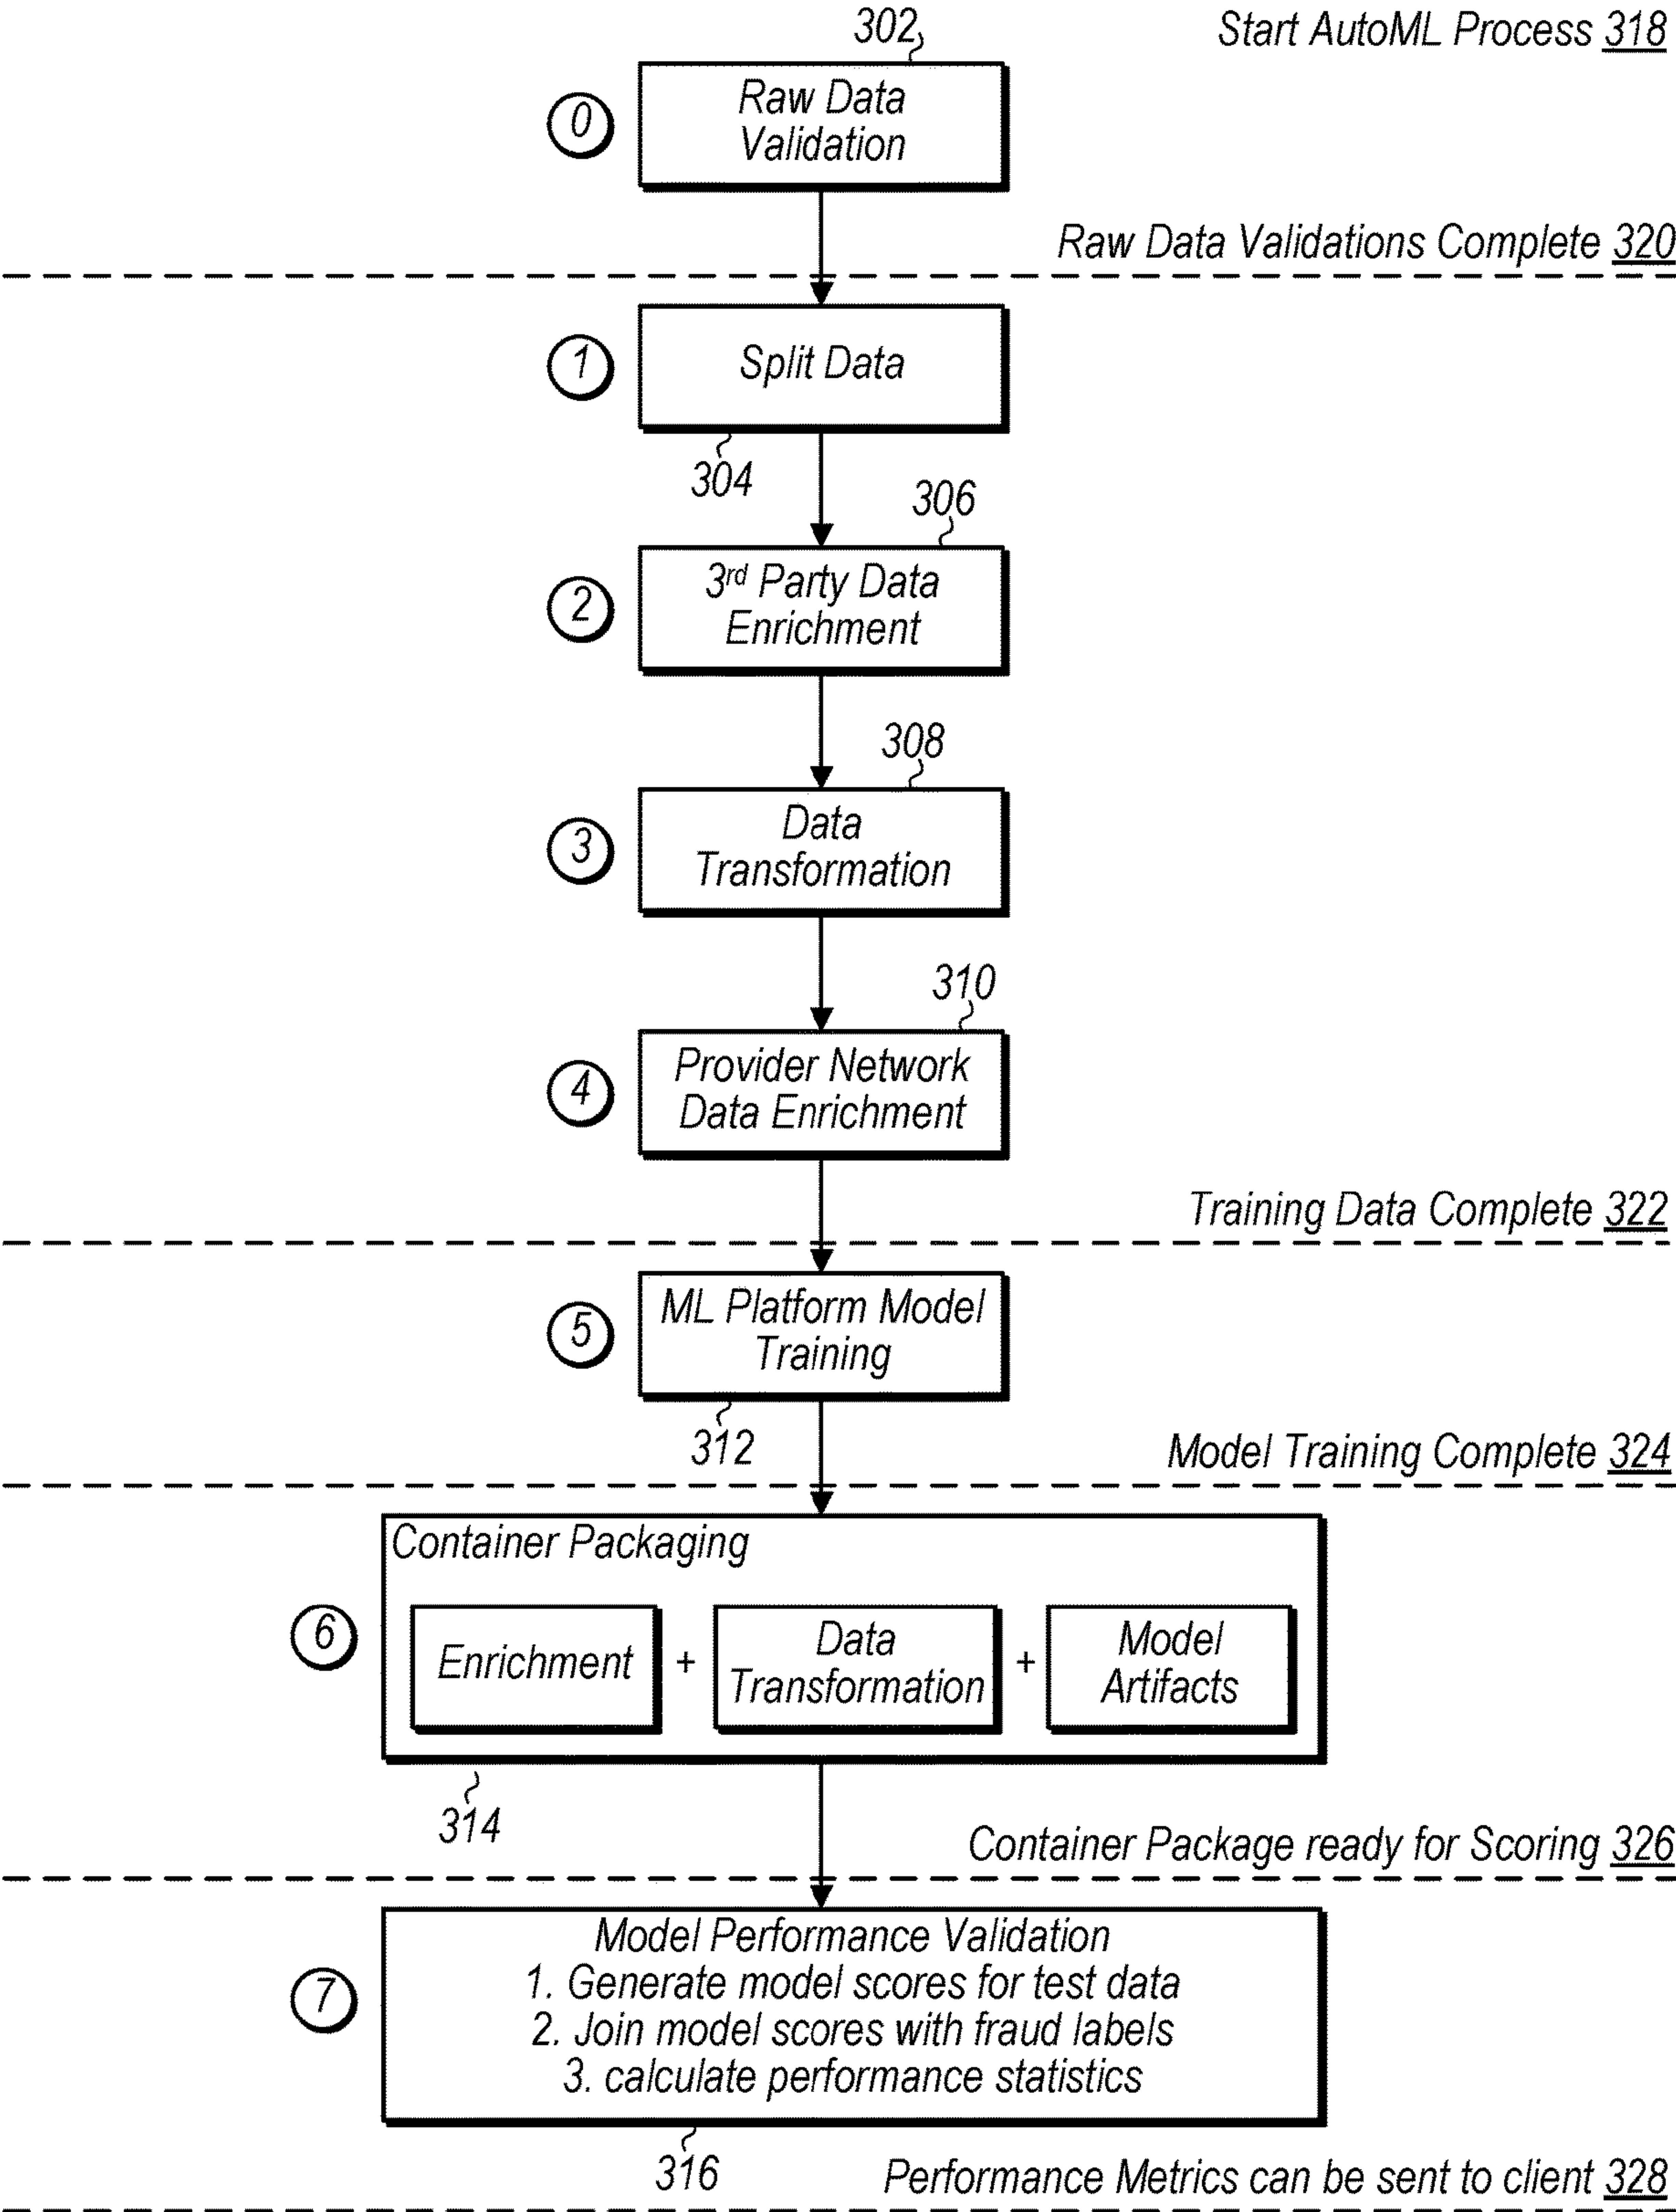 302
Start AutoML Process 318
0
Raw Data
Validation
Raw Data Validations Complete 320
1
Split Data
304
306
2
3rd Party Data
Enrichment
308
3
Data
Transformation
310
4
Provider Network
Data Enrichment
Training Data Complete 322
5
ML Platform Model
Training
312
Model Training Complete 324
Container Packaging
6
Enrichment
+
Data
Transformation
+
Model
Artifacts
314
Container Package ready for Scoring 326
7
Model Performance Validation
1. Generate model scores for test data
2. Join model scores with fraud labels
3. calculate performance statistics
316
Performance Metrics can be sent to client 328